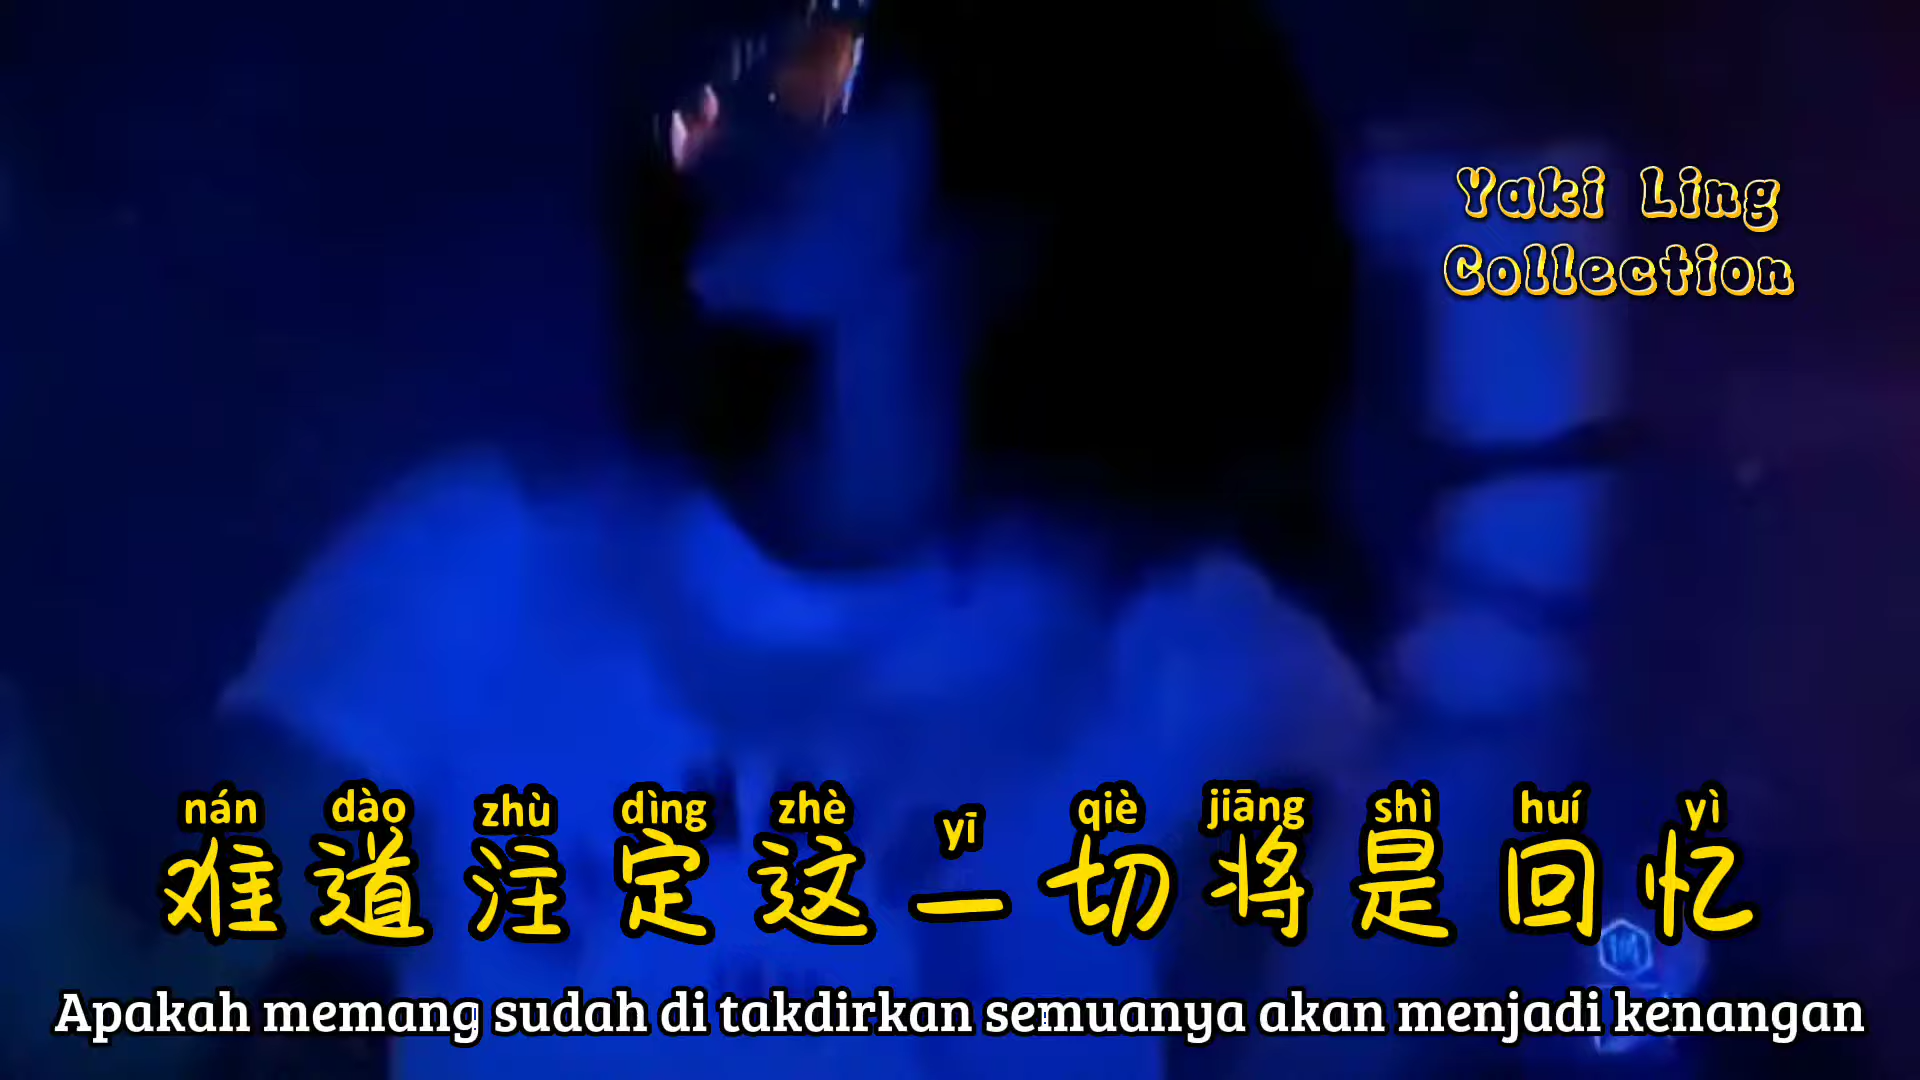 Yaki Ling
Collection
nán dào zhù dìng zhè yī qiè jiāng shì huí yì
难道注定这一切将是回忆
Apakah memang sudah di takdirkan semuanya akan menjadi kenangan